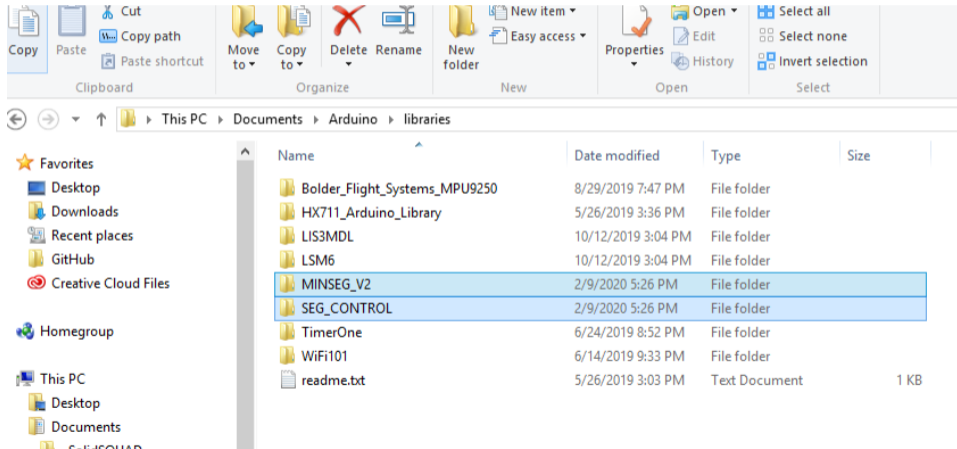 Cut
Copy path
Paste shortcut
Copy
Paste
Clipboard
Move to
Copy to
Delete
Rename
Organize
New item
Easy access
New folder
New
Properties
Open
Edit
History
Open
Select all
Select none
Invert selection
Select
This PC Documents Arduino libraries
Favorites
Desktop
Downloads
Recent places
GitHub
Creative Cloud Files
Homegroup
This PC
Desktop
Documents
Name Date modified Type Size
Bolder_Flight_Systems_MPU9250 8/29/2019 7:47 PM File folder
HX711_Arduino_Library 5/26/2019 3:36 PM File folder
LIS3MDL 10/12/2019 3:04 PM File folder
LSM6 10/12/2019 3:04 PM File folder
MINSEG_V2 2/9/2020 5:26 PM File folder
SEG_CONTROL 2/9/2020 5:26 PM File folder
TimerOne 6/24/2019 8:52 PM File folder
WiFi101 6/14/2019 9:33 PM File folder
readme.txt 5/26/2019 3:03 PM Text Document 1 KB